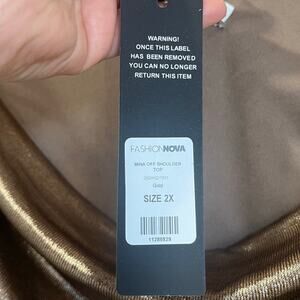 WARNING!
ONCE THIS LABEL
HAS BEEN REMOVED
YOU CAN NO LONGER
RETURN THIS ITEM
FASHIONNOVA
MINA OFF SHOULDER
TOP
Gold
SIZE 2X
11285929